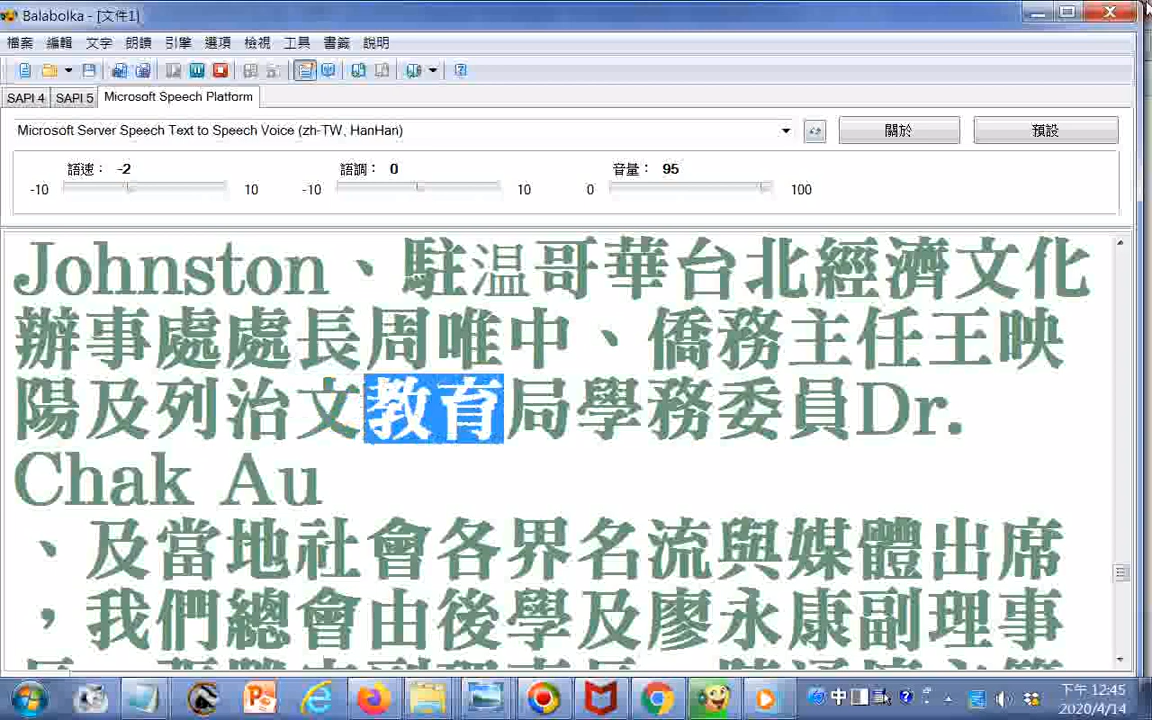 Balabolka - [文件1]
檔案 編輯 文字 朗讀 引擎 選項 檢視 工具 書籤 說明
SAPI 4 SAPI 5 Microsoft Speech Platform
Microsoft Server Speech Text to Speech Voice (zh-TW, HanHan) 關於 預設
語速： -2 語調： 0 音量： 95
-10 10 -10 10 0 100
Johnston、駐温哥華台北經濟文化
辦事處處長周唯中、僑務主任王映
陽及列治文教育局學務委員Dr.
Chak Au
、及當地社會各界名流與媒體出席
，我們總會由後學及廖永康副理事
中
下午 12:45
2020/4/14